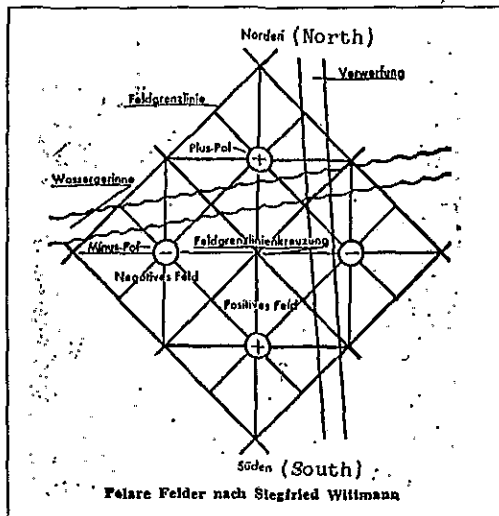 Norden (North)
Verwerfung
Feldgrenzlinie
Plus-Pol
+
Wassergerinne
Minus-Pol
-
Feldgrenzlinienkreuzung
-
Negatives Feld
Positives Feld
+
Süden (South)
Polare Felder nach Siegfried Wittmann